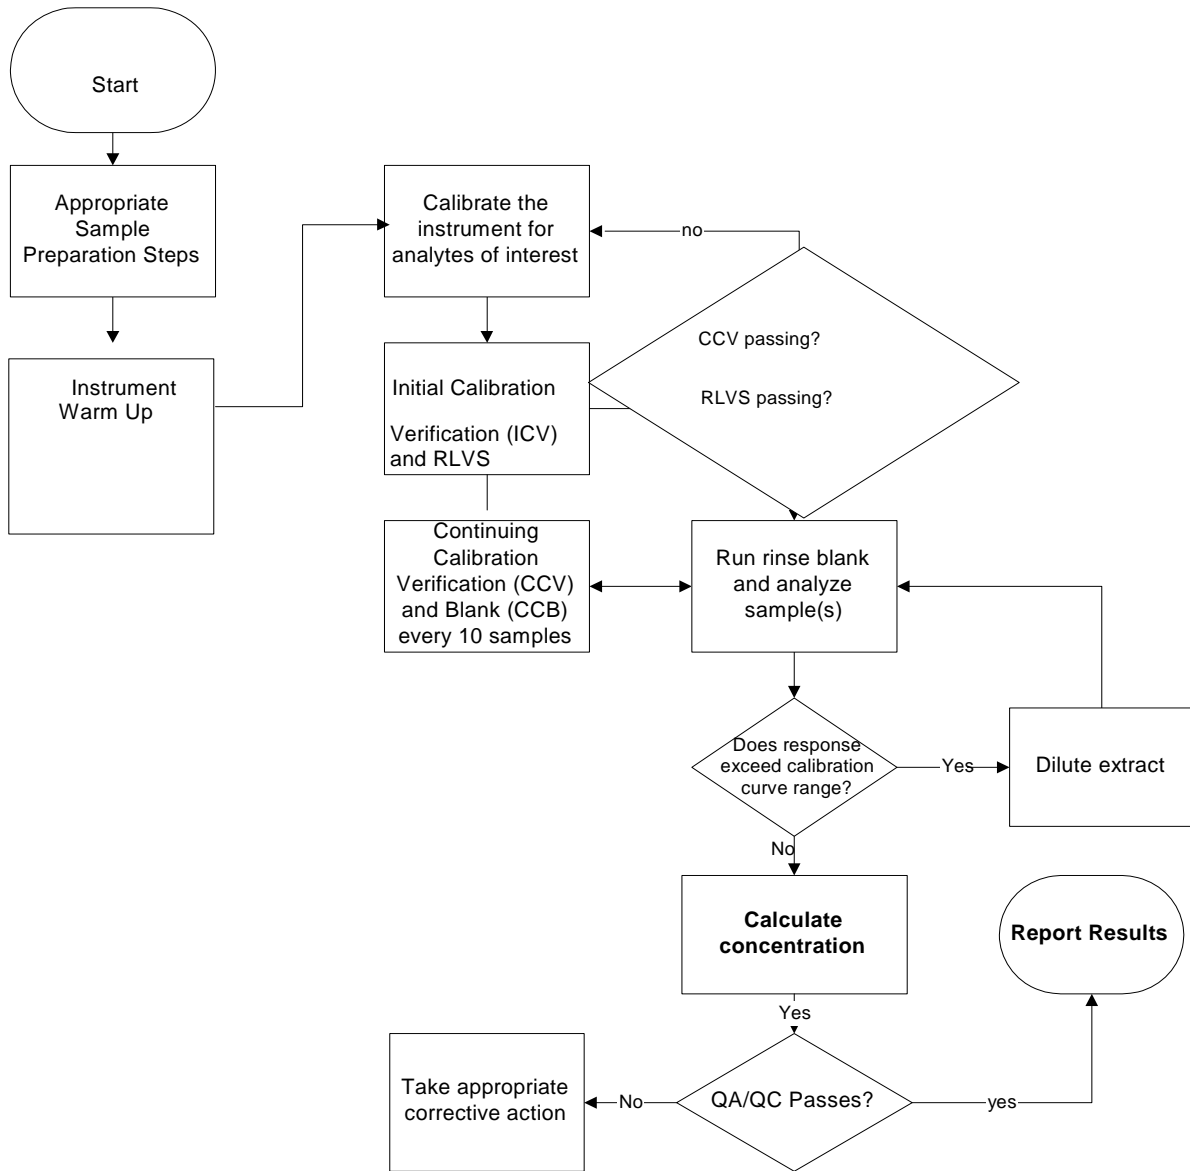 Start
Appropriate
Sample
Preparation Steps
Instrument
Warm Up
Calibrate the
instrument for
analytes of interest
no
CCV passing?
RLVS passing?
Initial Calibration
Verification (ICV)
and RLVS
Continuing
Calibration
Verification (CCV)
and Blank (CCB)
every 10 samples
Run rinse blank
and analyze
sample(s)
Does response
exceed calibration
curve range?
Yes
Dilute extract
No
Calculate
concentration
Report Results
Yes
QA/QC Passes?
No
yes
Take appropriate
corrective action